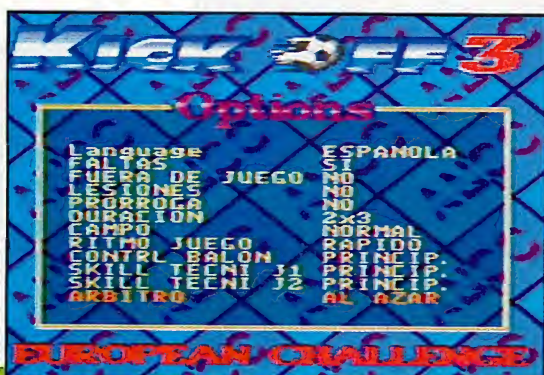 KICK OFF 3
Options
Language ESPANOLA
FALTAS SI
FUERA DE JUEGO NO
LESIONES NO
PRORROGA NO
DURACION 2x3
CAMPO NORMAL
RITMO JUEGO RAPIDO
CONTRL BALON PRINCIP.
SKILL TECNI J1 PRINCIP.
SKILL TECNI J2 PRINCIP.
ARBITRO AL AZAR
EUROPEAN CHALLENGE